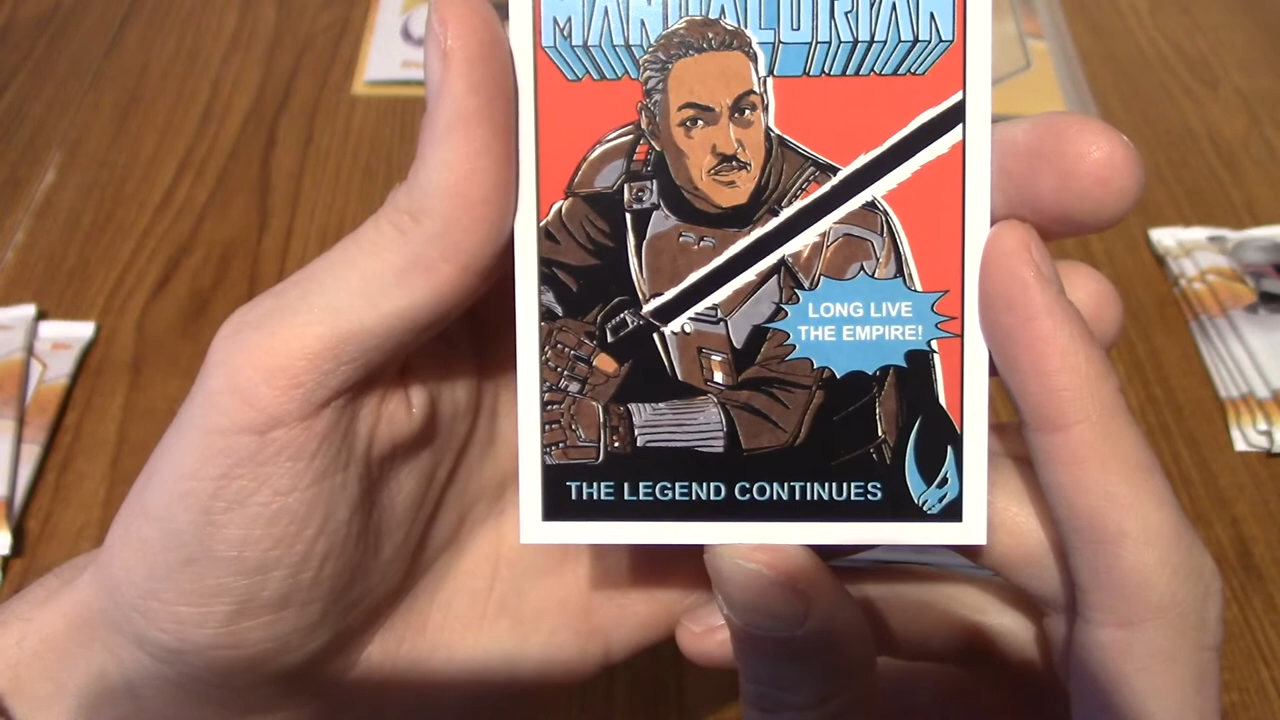 MANDALORIAN
LONG LIVE
THE EMPIRE!
THE LEGEND CONTINUES